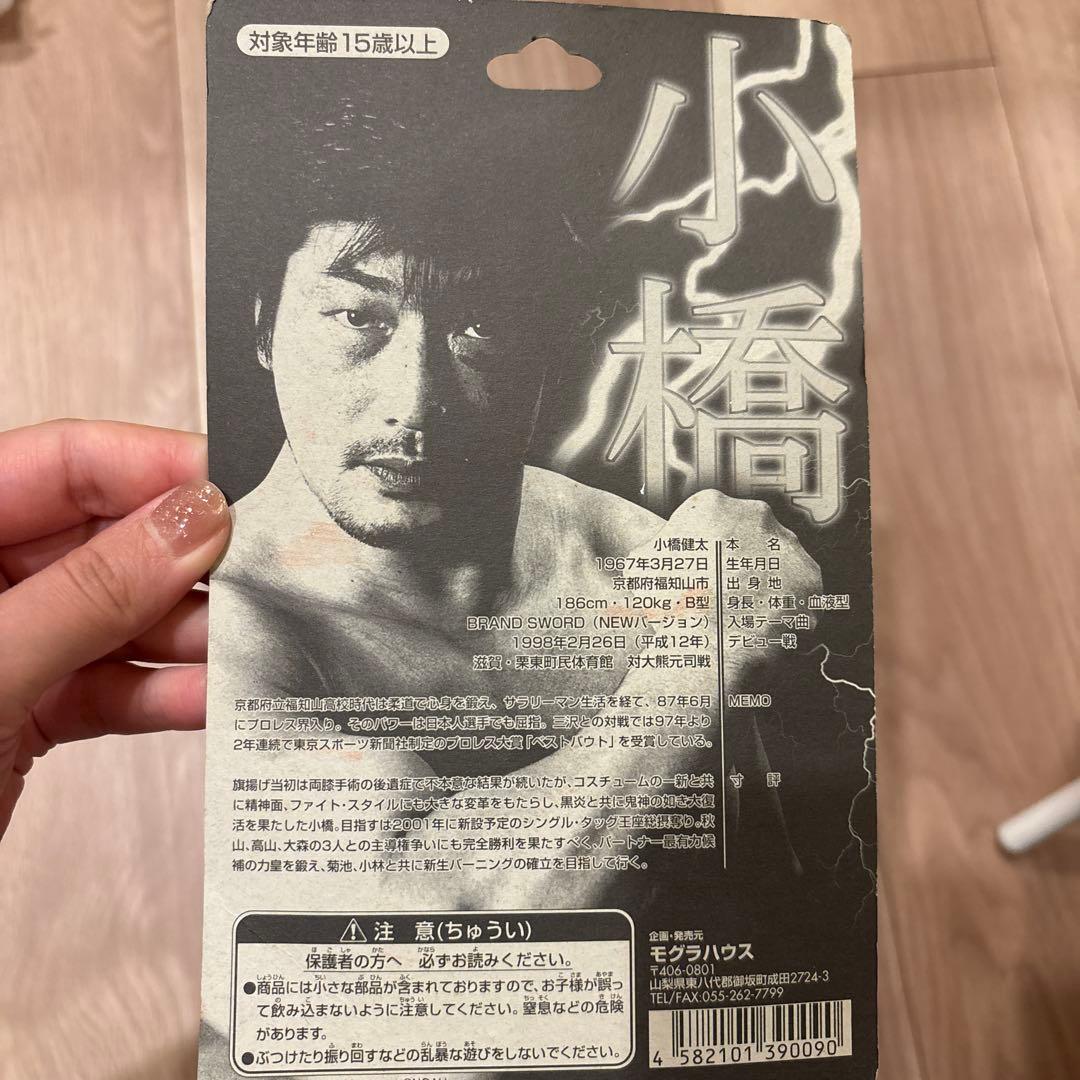 対象年齢15歳以上
小橋
小橋健太 本名
1967年3月27日 生年月日
京都府福知山市 出身地
186cm・120kg・B型 身長・体重・血液型
BRAND SWORD（NEWバージョン） 入場テーマ曲
1998年2月26日（平成12年） デビュー戦
滋賀・栗東町民体育館 対大熊元司戦
MEMO
京都府立福知山高校時代は柔道で心身を鍛え、サラリーマン生活を経て、87年6月
にプロレス界入り。そのパワーは日本人選手でも屈指。三沢との対戦では97年より
2年連続で東京スポーツ新聞社制定のプロレス大賞「ベストバウト」を受賞している。
寸評
旗揚げ当初は両膝手術の後遺症で不本意な結果が続いたが、コスチュームの一新と共
に精神面、ファイト・スタイルにも大きな変革をもたらし、黒炎と共に鬼神の如き大復
活を果たした小橋。目指すは2001年に新設予定のシングル・タッグ王座総攬奪り。秋
山、高山、大森の3人との主導権争いにも完全勝利を果たすべく、パートナー最有力候
補の力皇を鍛え、菊池、小林と共に新生バーニングの確立を目指して行く。
注意(ちゅうい)
保護者の方へ 必ずお読みください。
●商品には小さな部品が含まれておりますので、お子様が誤っ
て飲み込まないように注意してください。窒息などの危険
があります。
●ぶつけたり振り回すなどの乱暴な遊びをしないでください。
企画・発売元
モグラハウス
〒406-0801
山梨県東八代郡御坂町成田2724-3
TEL/FAX:055-262-7799
4 582101 390090